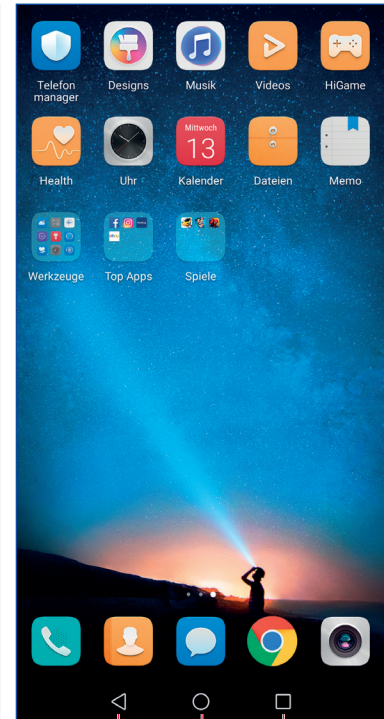 Telefon
manager
Designs
Musik
Videos
HiGame
Mittwoch
13
Health
Uhr
Kalender
Dateien
Memo
Werkzeuge
Top Apps
Spiele